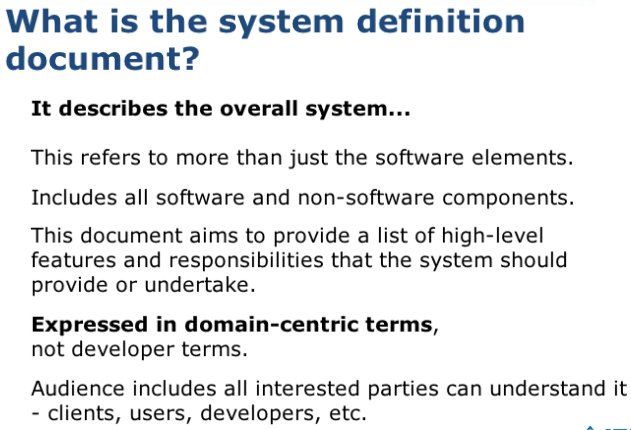 What is the system definition
document?
It describes the overall system...
This refers to more than just the software elements.
Includes all software and non-software components.
This document aims to provide a list of high-level
features and responsibilities that the system should
provide or undertake.
Expressed in domain-centric terms,
not developer terms.
Audience includes all interested parties can understand it
- clients, users, developers, etc.